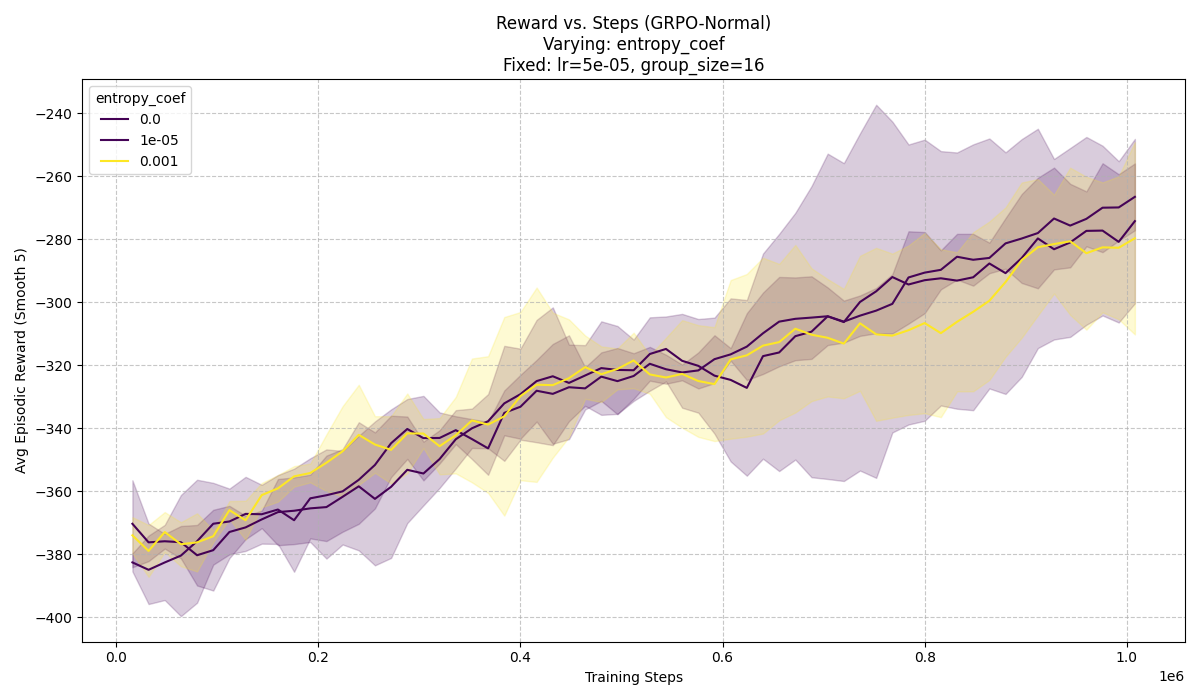 Reward vs. Steps (GRPO-Normal)
Varying: entropy_coef
Fixed: lr=5e-05, group_size=16
entropy_coef
0.0
1e-05
0.001
Avg Episodic Reward (Smooth 5)
−240
−260
−280
−300
−320
−340
−360
−380
−400
0.0
0.2
0.4
0.6
0.8
1.0
1e6
Training Steps